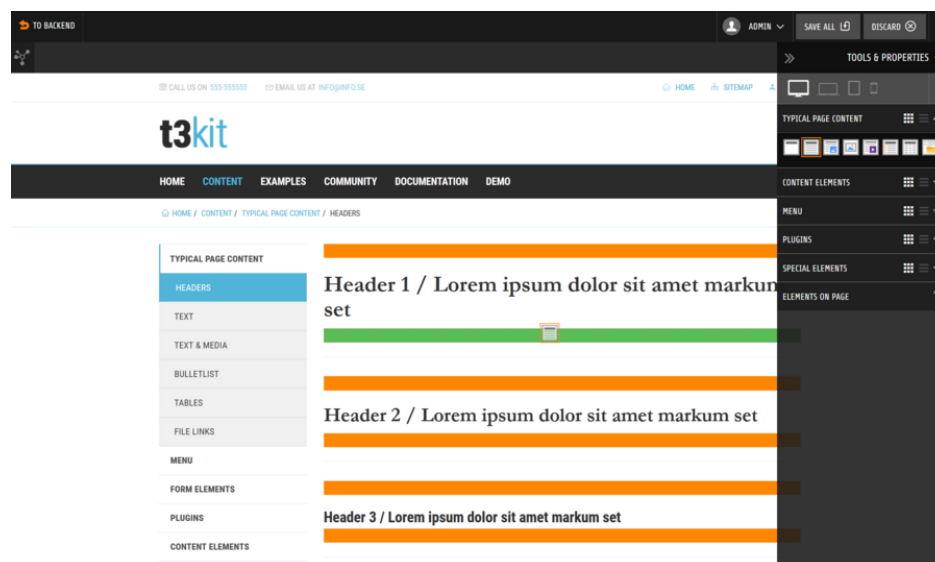 TO BACKEND
ADMIN
SAVE ALL
DISCARD
TOOLS & PROPERTIES
CALL US ON 555-555555 EMAIL US AT INFO@INFO.SE
HOME SITEMAP
t3kit
HOME CONTENT EXAMPLES COMMUNITY DOCUMENTATION DEMO
HOME / CONTENT / TYPICAL PAGE CONTENT / HEADERS
TYPICAL PAGE CONTENT
HEADERS
TEXT
TEXT & MEDIA
BULLETLIST
TABLES
FILE LINKS
MENU
FORM ELEMENTS
PLUGINS
CONTENT ELEMENTS
Header 1 / Lorem ipsum dolor sit amet markum
set
Header 2 / Lorem ipsum dolor sit amet markum set
Header 3 / Lorem ipsum dolor sit amet markum set
TYPICAL PAGE CONTENT
CONTENT ELEMENTS
MENU
PLUGINS
SPECIAL ELEMENTS
ELEMENTS ON PAGE